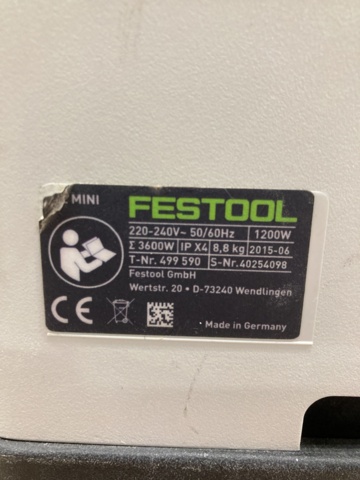 MINI
FESTOOL
220-240V~ 50/60Hz 1200W
Σ 3600W IP X4 8,8 kg 2015-06
T-Nr. 499 590 S-Nr.40254098
Festool GmbH
Wertstr. 20 • D-73240 Wendlingen
CE
• Made in Germany